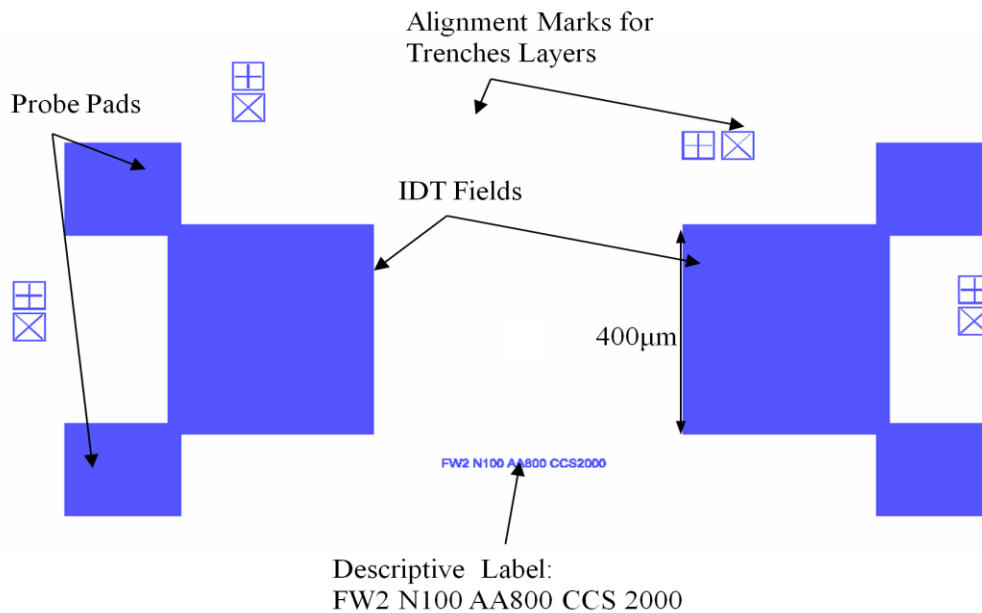 Alignment Marks for
Trenches Layers
Probe Pads
IDT Fields
400μm
FW2 N100 AA800 CCS2000
Descriptive Label:
FW2 N100 AA800 CCS 2000